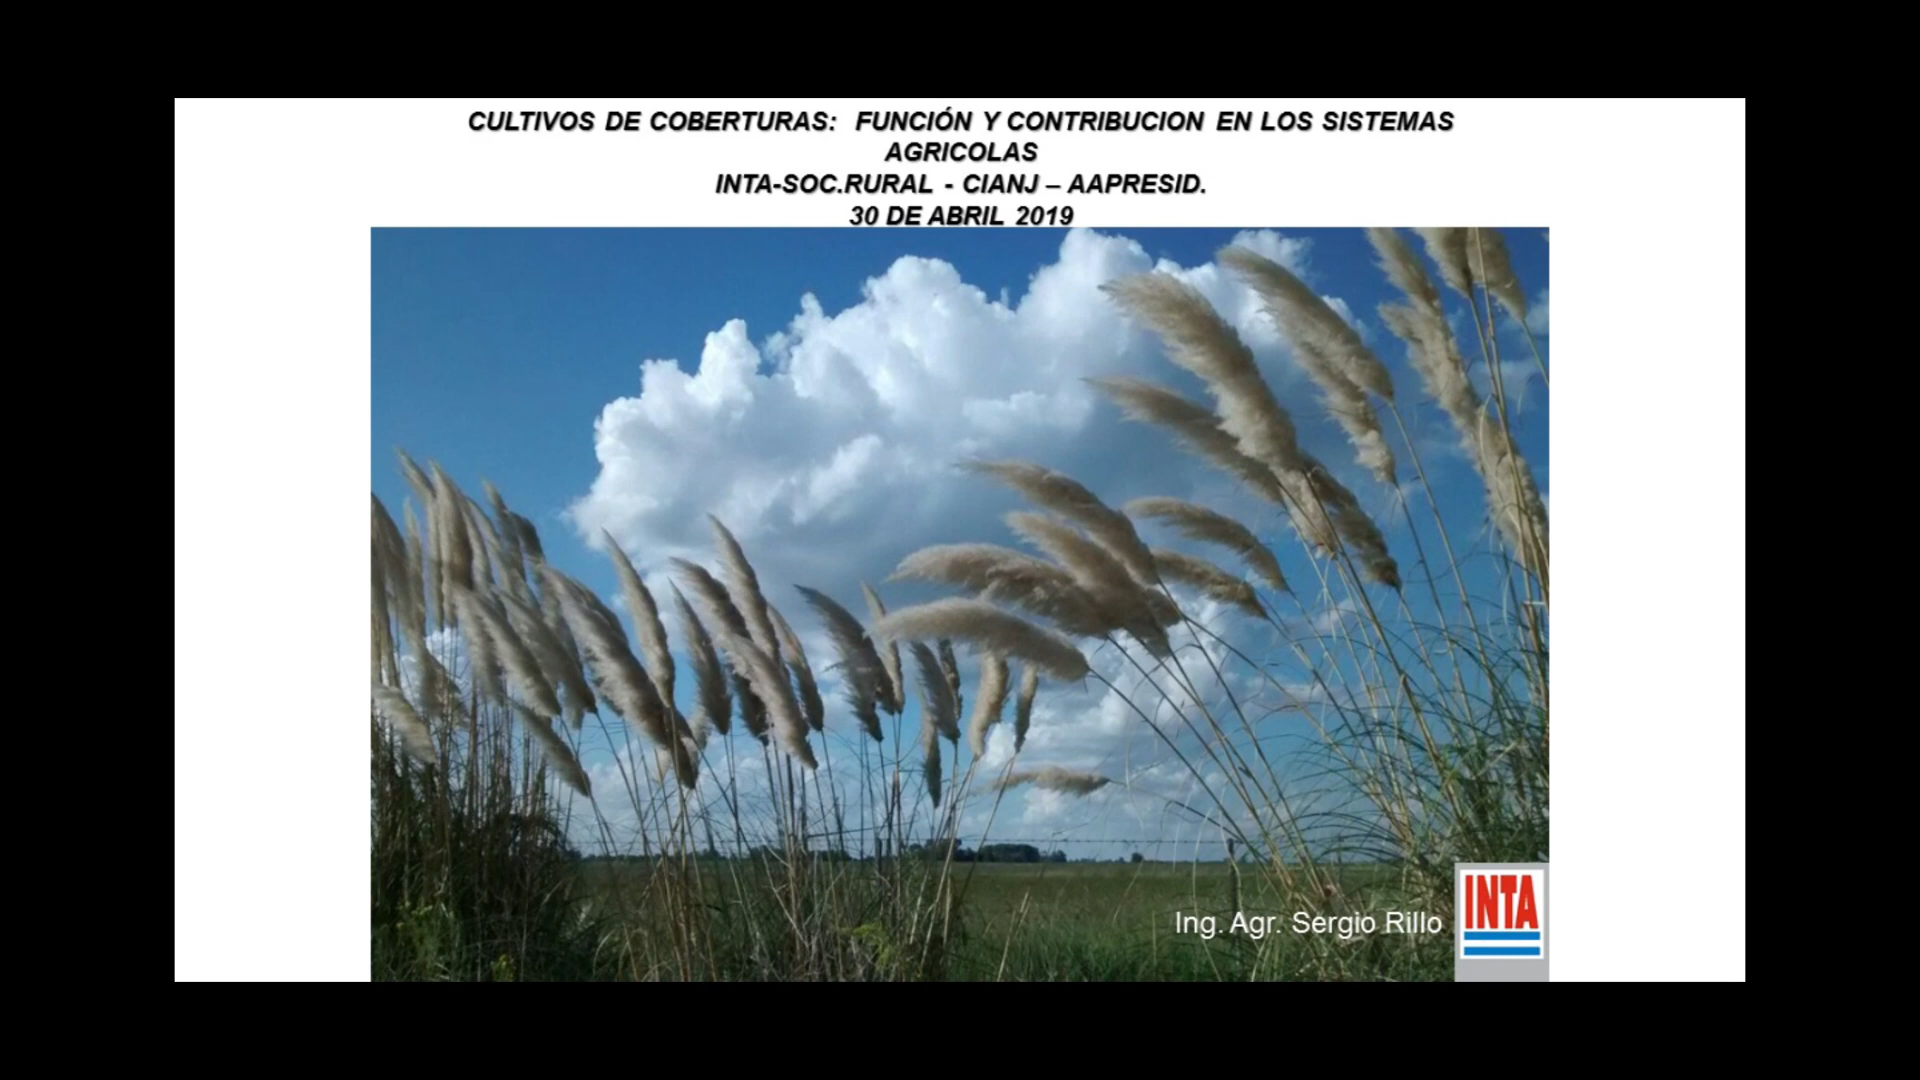 CULTIVOS DE COBERTURAS: FUNCIÓN Y CONTRIBUCION EN LOS SISTEMAS
AGRICOLAS
INTA-SOC.RURAL - CIANJ – AAPRESID.
30 DE ABRIL 2019
Ing. Agr. Sergio Rillo
INTA